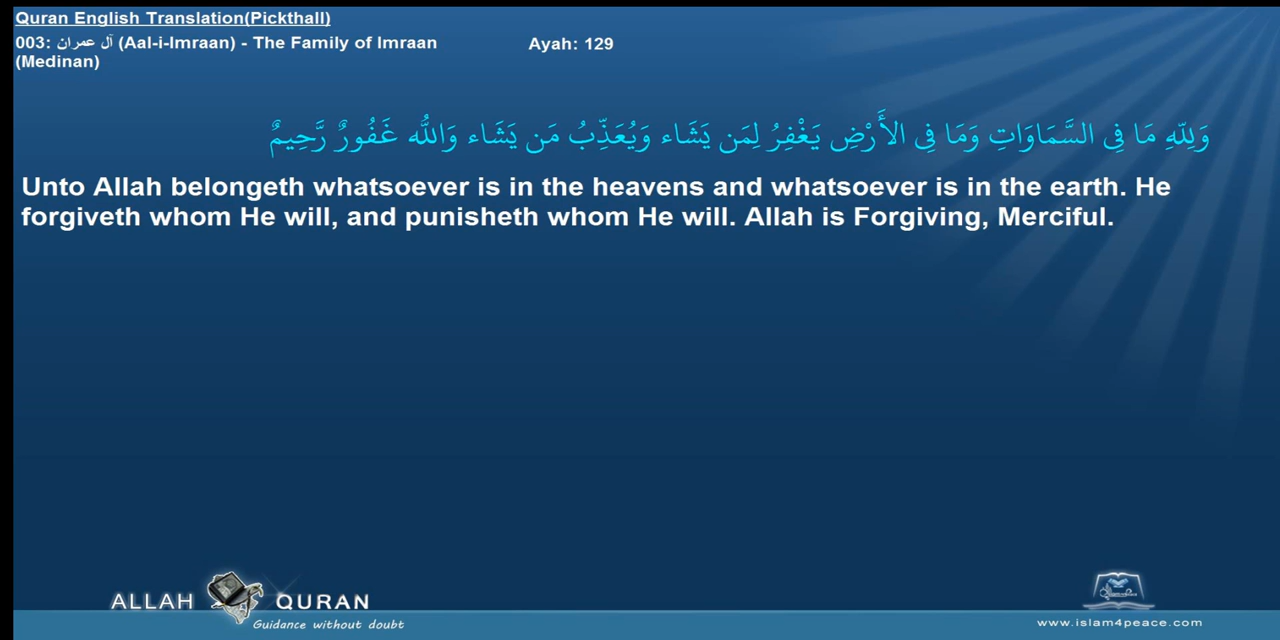 Quran English Translation(Pickthall)
003: آل عمران (Aal-i-Imraan) - The Family of Imraan
(Medinan)
Ayah: 129
وَلِلّهِ مَا فِي السَّمَاوَاتِ وَمَا فِي الأَرْضِ يَغْفِرُ لِمَن يَشَاء وَيُعَذِّبُ مَن يَشَاء وَاللّهُ غَفُورٌ رَّحِيمٌ
Unto Allah belongeth whatsoever is in the heavens and whatsoever is in the earth. He
forgiveth whom He will, and punisheth whom He will. Allah is Forgiving, Merciful.
ALLAH QURAN
Guidance without doubt
www.islam4peace.com